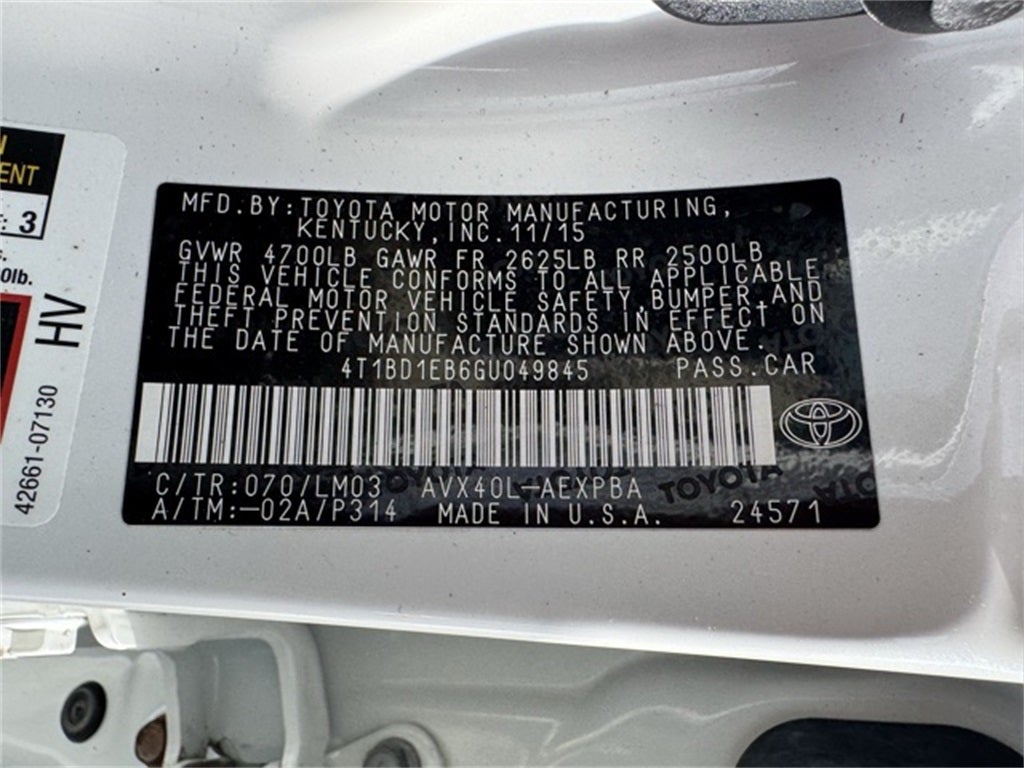 MFD.BY:TOYOTA MOTOR MANUFACTURING,
KENTUCKY,INC.11/15
GVWR 4700LB GAWR FR 2625LB RR 2500LB
THIS VEHICLE CONFORMS TO ALL APPLICABLE
FEDERAL MOTOR VEHICLE SAFETY,BUMPER,AND
THEFT PREVENTION STANDARDS IN EFFECT ON
THE DATE OF MANUFACTURE SHOWN ABOVE.
4T1BD1EB6GU049845 PASS.CAR
C/TR:070/LM03 AVX40L-AEXPBA
TOYOTA
A/TM:-02A/P314 MADE IN U.S.A. 24571
3
0lb.
HV
42661-07130